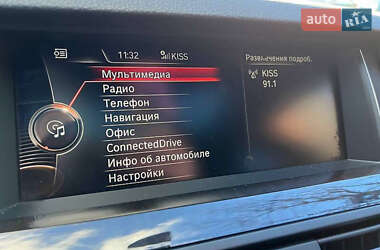 auto RIA
11:32 KISS
Развлечения подроб.
Мультимедиа
KISS
91.1
Радио
Телефон
Навигация
Офис
ConnectedDrive
Инфо об автомобиле
Настройки